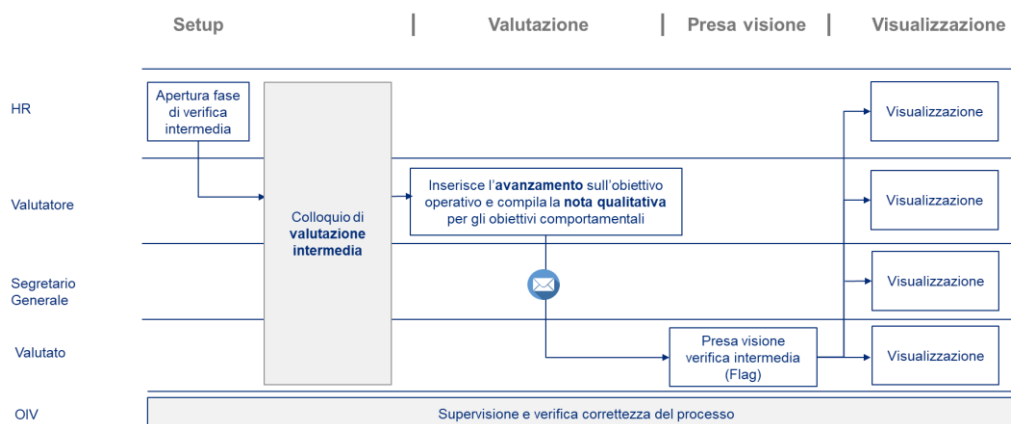 Setup | Valutazione | Presa visione | Visualizzazione
HR
Apertura fase
di verifica
intermedia
Visualizzazione
Valutatore
Colloquio di
valutazione
intermedia
Inserisce l'avanzamento sull'obiettivo
operativo e compila la nota qualitativa
per gli obiettivi comportamentali
Visualizzazione
Segretario
Generale
Visualizzazione
Valutato
Presa visione
verifica intermedia
(Flag)
Visualizzazione
OIV
Supervisione e verifica correttezza del processo